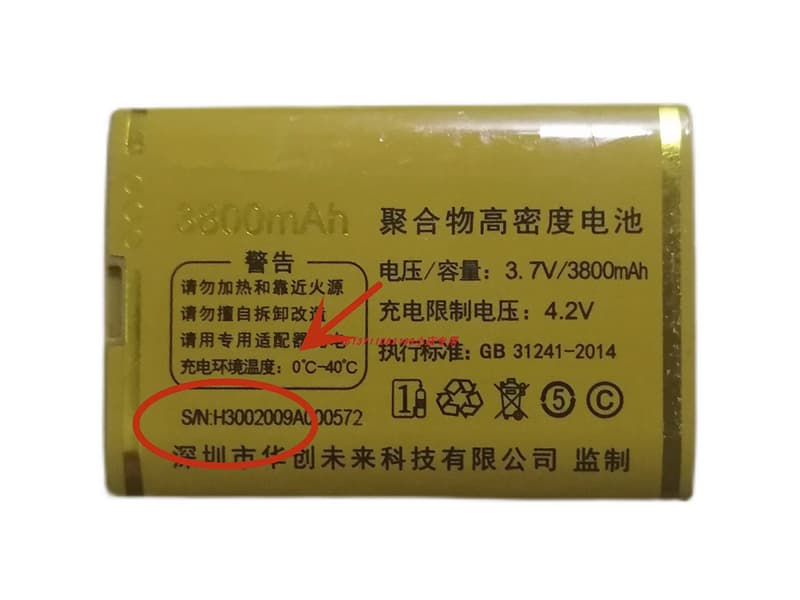 3800mAh
聚合物高密度电池
警告
请勿加热和靠近火源
请勿擅自拆卸改造
请用专用适配器充电
充电环境温度：0℃-40℃
电压/容量：3.7V/3800mAh
充电限制电压：4.2V
执行标准：GB 31241-2014
1
5
C
S/N:H3002009A000572
深圳市华创未来科技有限公司 监制